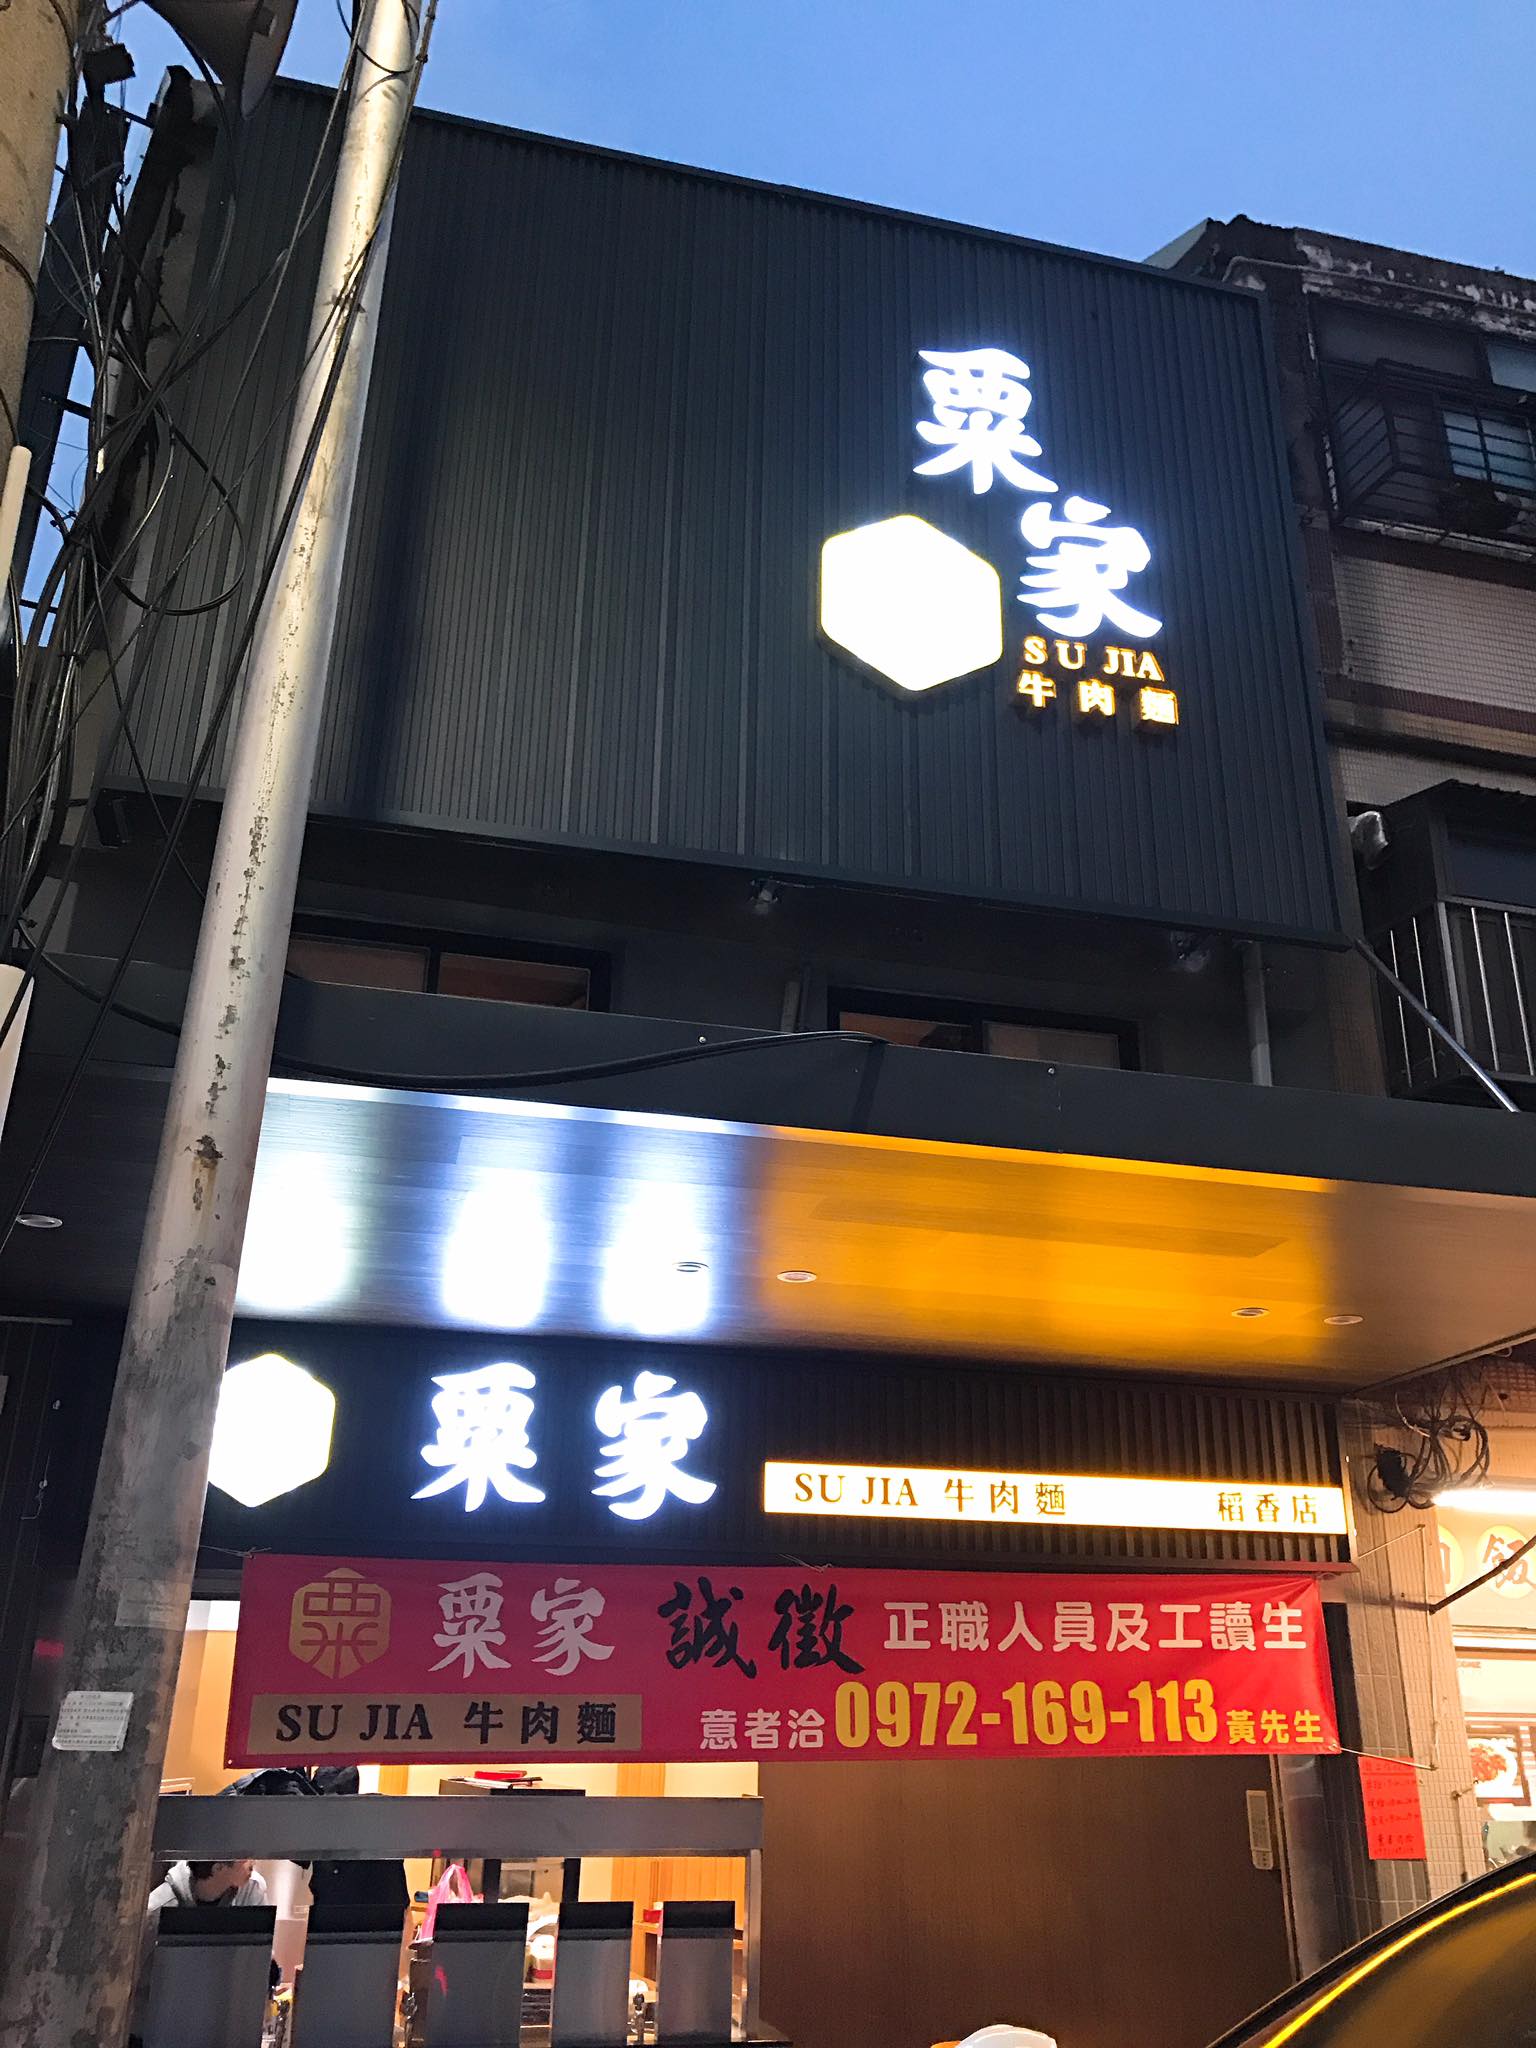 粟家
SU JIA
牛肉麵
粟家
SU JIA 牛肉麵 稻香店
粟 粟家 誠徵 正職人員及工讀生
SU JIA 牛肉麵 意者洽 0972-169-113 黃先生
飯